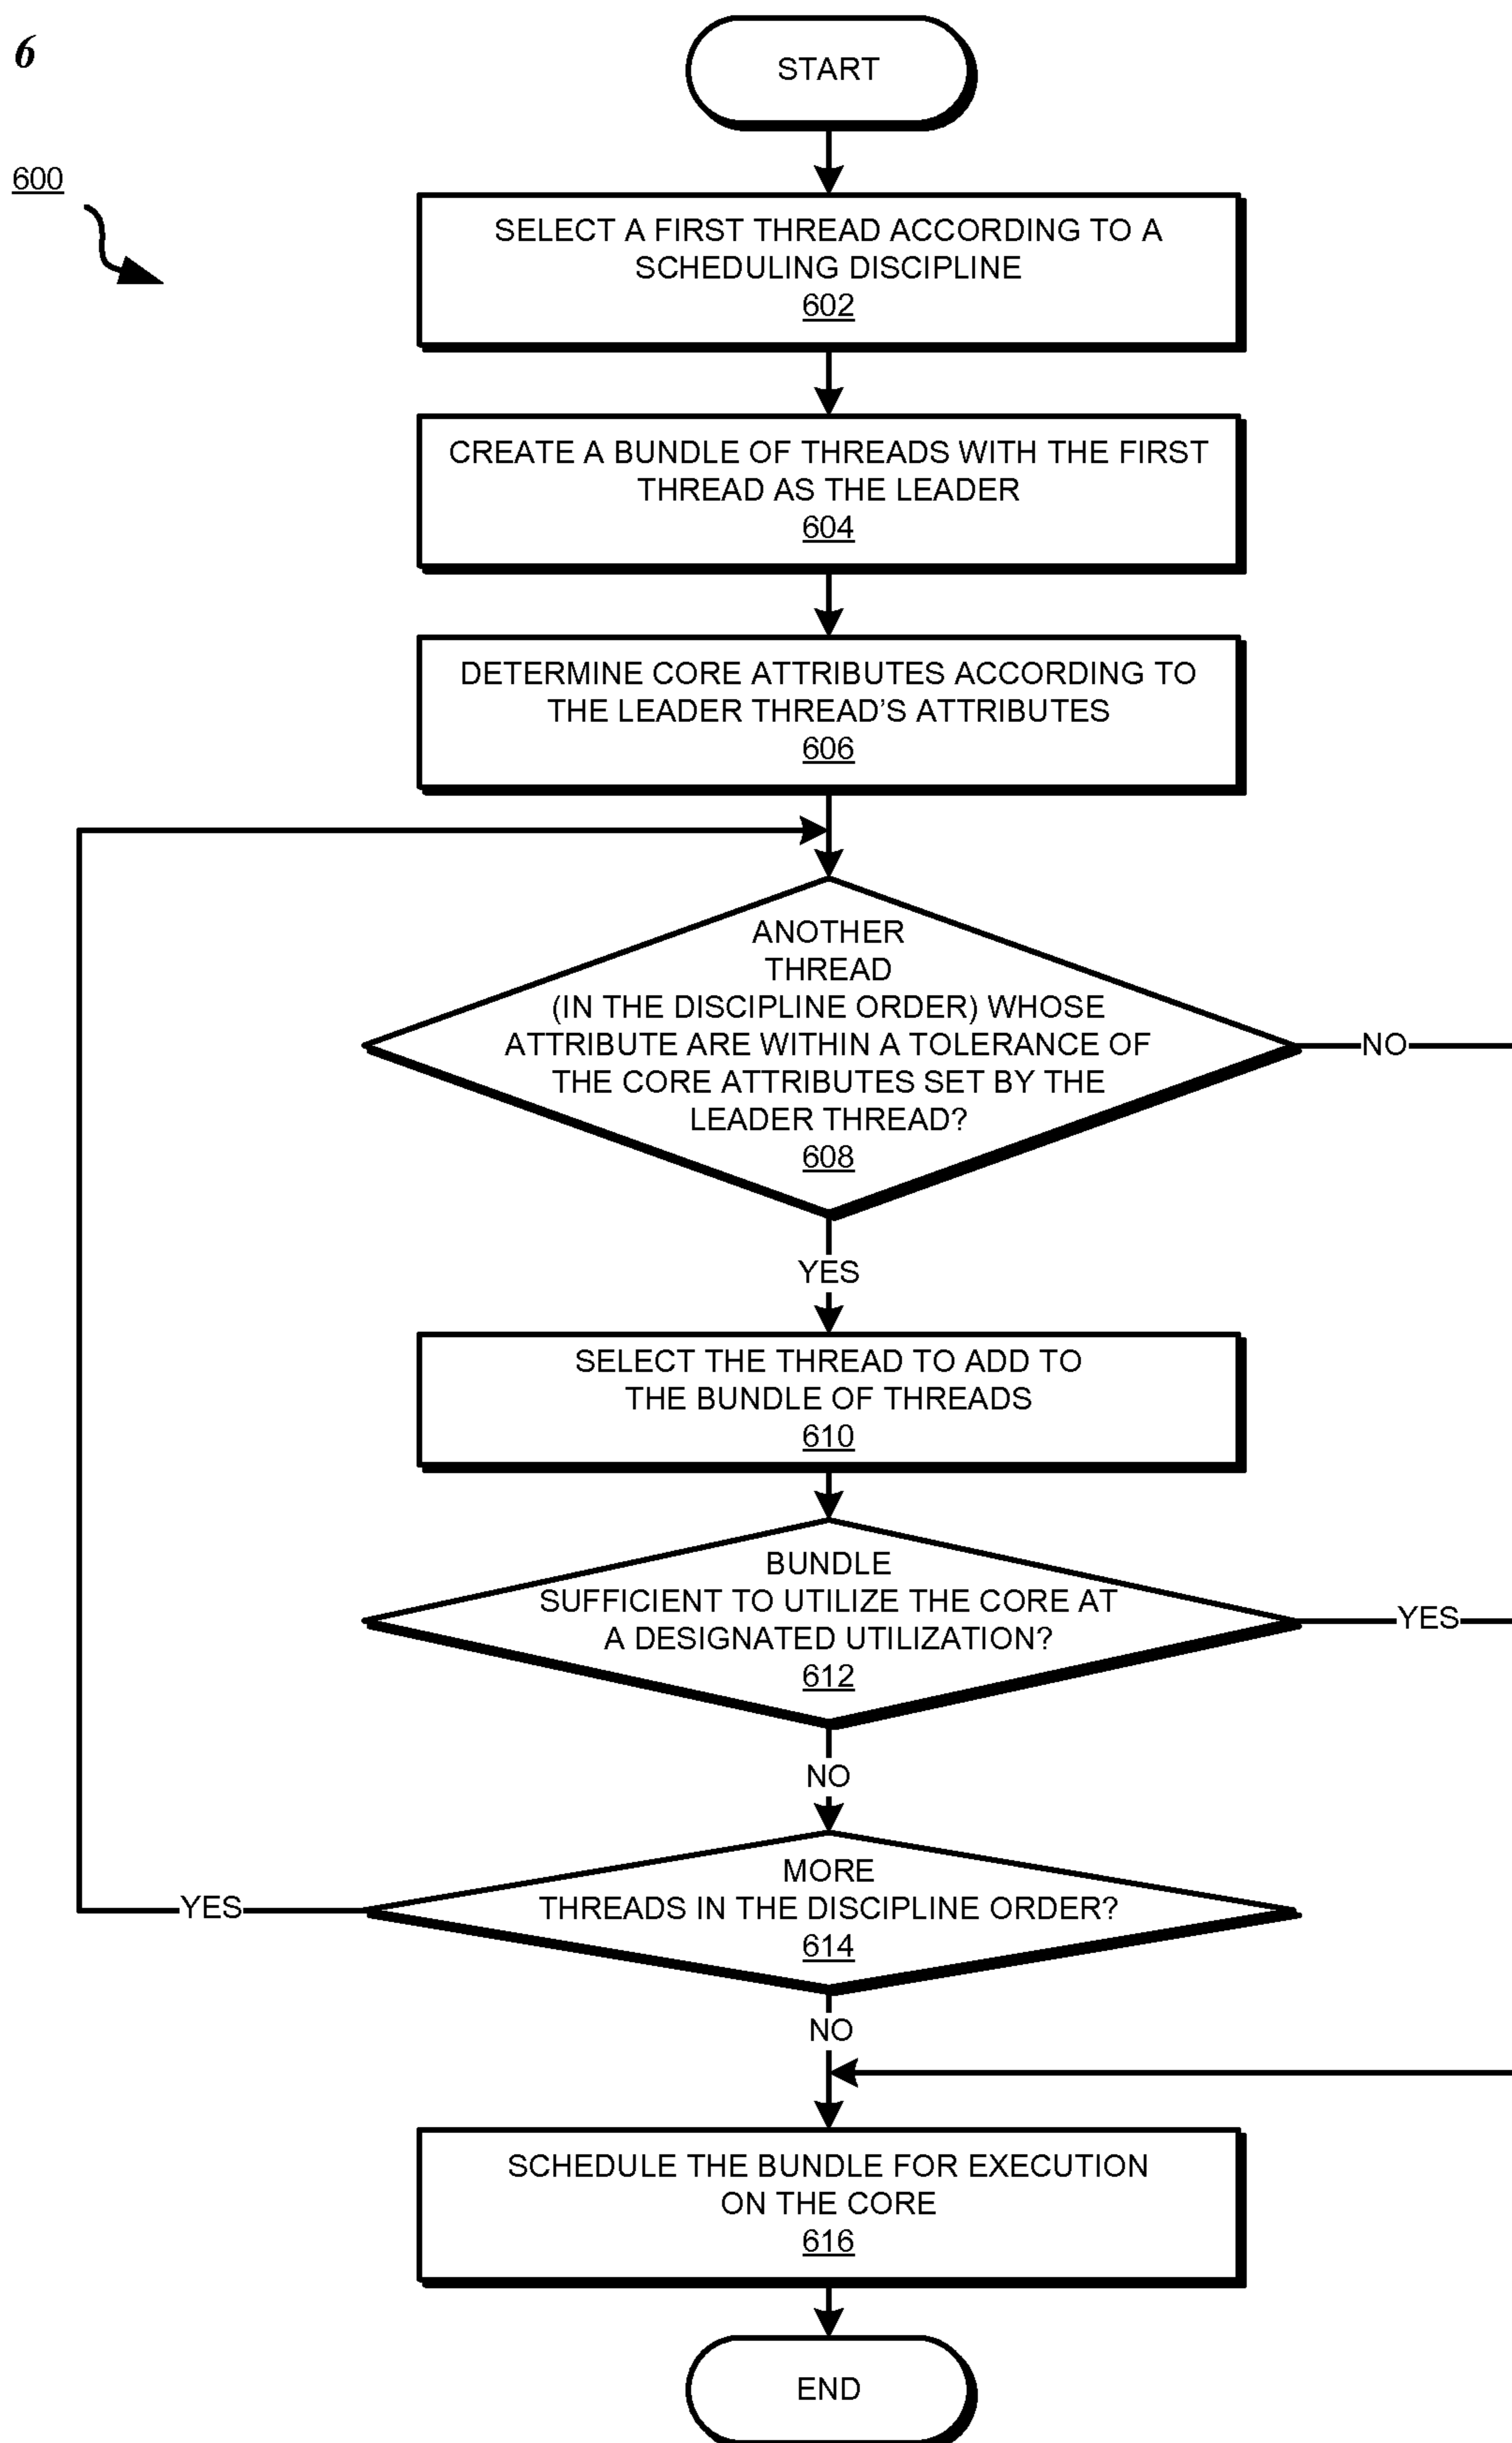 6
600
START
SELECT A FIRST THREAD ACCORDING TO A
SCHEDULING DISCIPLINE
602
CREATE A BUNDLE OF THREADS WITH THE FIRST
THREAD AS THE LEADER
604
DETERMINE CORE ATTRIBUTES ACCORDING TO
THE LEADER THREAD'S ATTRIBUTES
606
ANOTHER
THREAD
(IN THE DISCIPLINE ORDER) WHOSE
ATTRIBUTE ARE WITHIN A TOLERANCE OF
THE CORE ATTRIBUTES SET BY THE
LEADER THREAD?
608
NO
YES
SELECT THE THREAD TO ADD TO
THE BUNDLE OF THREADS
610
BUNDLE
SUFFICIENT TO UTILIZE THE CORE AT
A DESIGNATED UTILIZATION?
612
YES
NO
MORE
THREADS IN THE DISCIPLINE ORDER?
614
YES
NO
SCHEDULE THE BUNDLE FOR EXECUTION
ON THE CORE
616
END